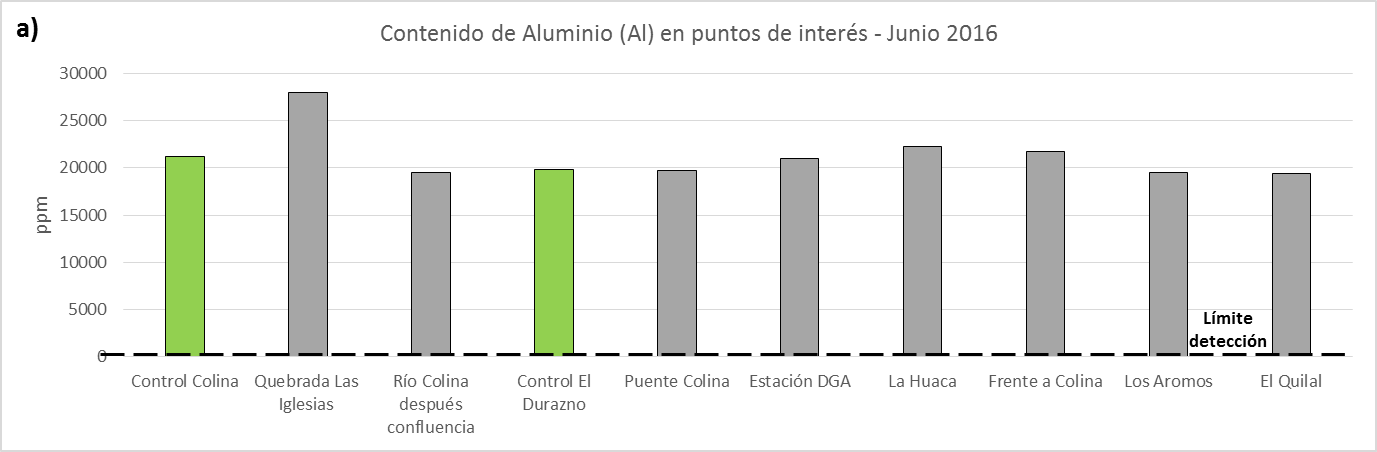 a)
Contenido de Aluminio (Al) en puntos de interés - Junio 2016
ppm
30000
25000
20000
15000
10000
5000
0
Límite
detección
Control Colina
Quebrada Las
Iglesias
Río Colina
después
confluencia
Control El
Durazno
Puente Colina
Estación DGA
La Huaca
Frente a Colina
Los Aromos
El Quilal